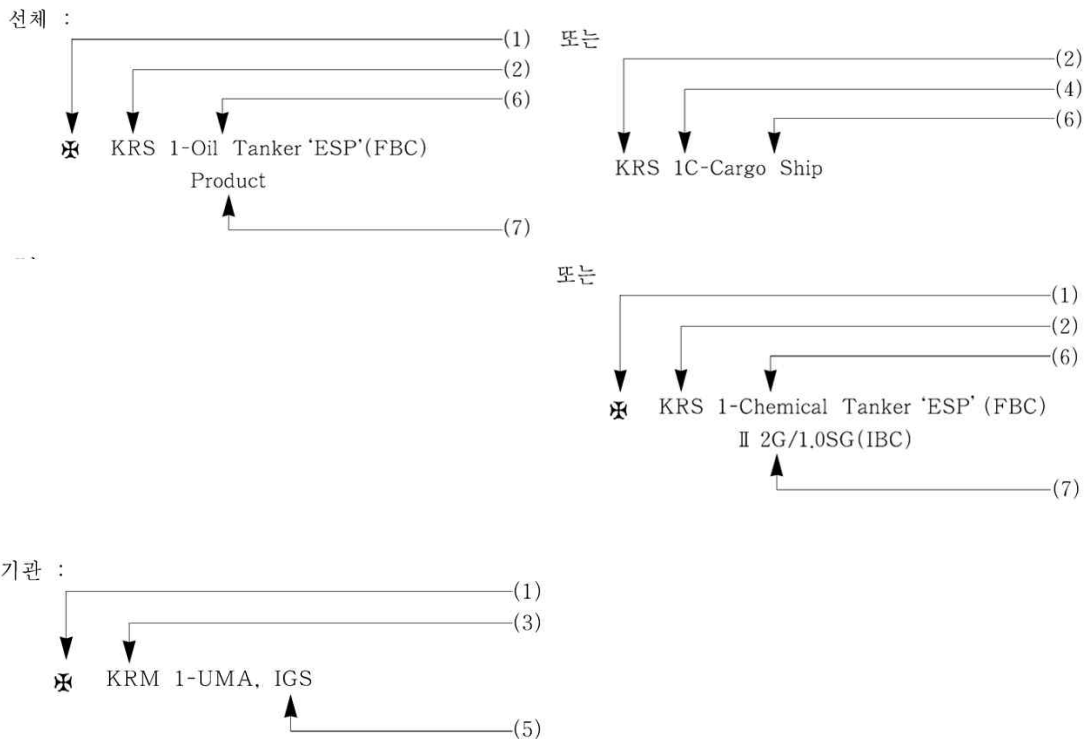 선체 :
(1)
(2)
(6)
✠ KRS 1-Oil Tanker ‘ESP’(FBC)
Product
(7)
또는
(2)
(4)
(6)
KRS 1C-Cargo Ship
또는
(1)
(2)
(6)
✠ KRS 1-Chemical Tanker ‘ESP’ (FBC)
Ⅱ 2G/1.0SG(IBC)
(7)
기관 :
(1)
(3)
✠ KRM 1-UMA, IGS
(5)